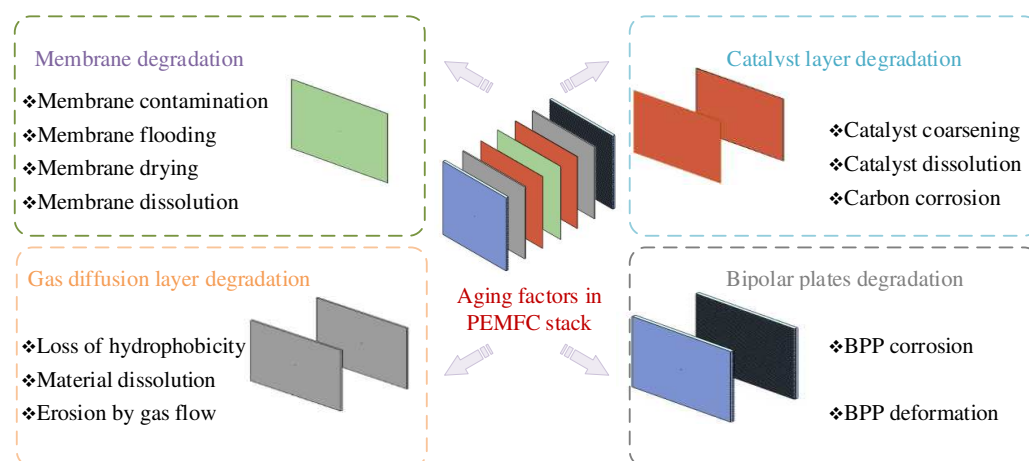 Membrane degradation
❖Membrane contamination
❖Membrane flooding
❖Membrane drying
❖Membrane dissolution
Catalyst layer degradation
❖Catalyst coarsening
❖Catalyst dissolution
❖Carbon corrosion
Aging factors in
PEMFC stack
Gas diffusion layer degradation
❖Loss of hydrophobicity
❖Material dissolution
❖Erosion by gas flow
Bipolar plates degradation
❖BPP corrosion
❖BPP deformation